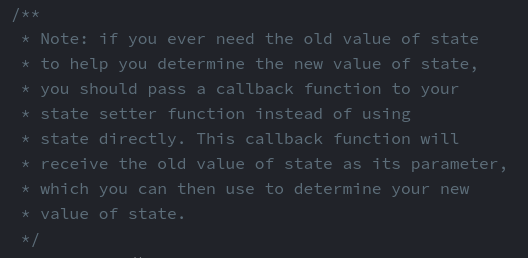 /**
* Note: if you ever need the old value of state
* to help you determine the new value of state,
* you should pass a callback function to your
* state setter function instead of using
* state directly. This callback function will
* receive the old value of state as its parameter,
* which you can then use to determine your new
* value of state.
*/